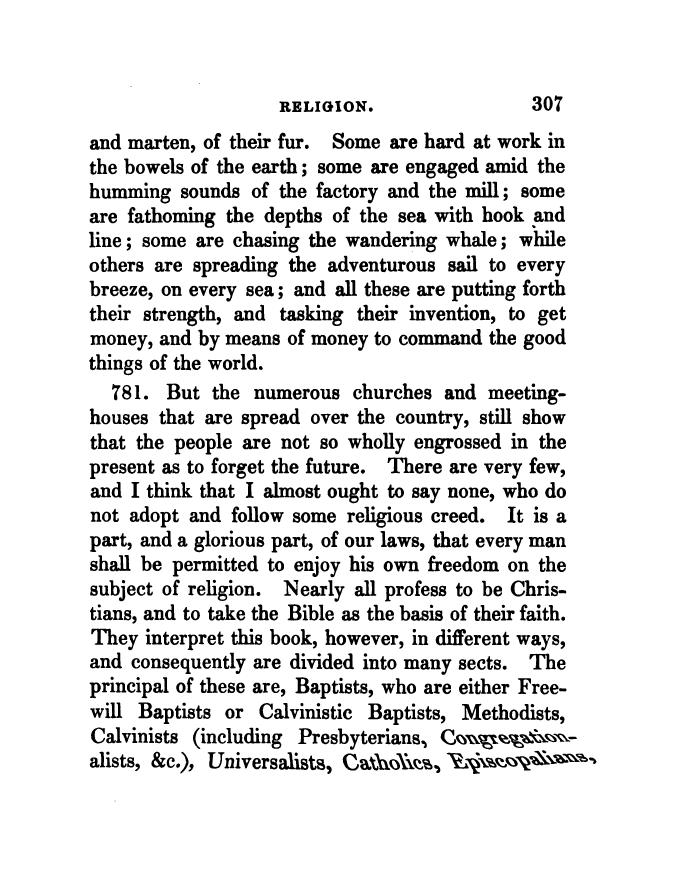 RELIGION. 307
and marten, of their fur. Some are hard at work in
the bowels of the earth; some are engaged amid the
humming sounds of the factory and the mill; some
are fathoming the depths of the sea with hook and
line; some are chasing the wandering whale; while
others are spreading the adventurous sail to every
breeze, on every sea; and all these are putting forth
their strength, and tasking their invention, to get
money, and by means of money to command the good
things of the world.
781. But the numerous churches and meeting-
houses that are spread over the country, still show
that the people are not so wholly engrossed in the
present as to forget the future. There are very few,
and I think that I almost ought to say none, who do
not adopt and follow some religious creed. It is a
part, and a glorious part, of our laws, that every man
shall be permitted to enjoy his own freedom on the
subject of religion. Nearly all profess to be Chris-
tians, and to take the Bible as the basis of their faith.
They interpret this book, however, in different ways,
and consequently are divided into many sects. The
principal of these are, Baptists, who are either Free-
will Baptists or Calvinistic Baptists, Methodists,
Calvinists (including Presbyterians, Congregation-
alists, &c.), Universalists, Catholics, Episcopalians,